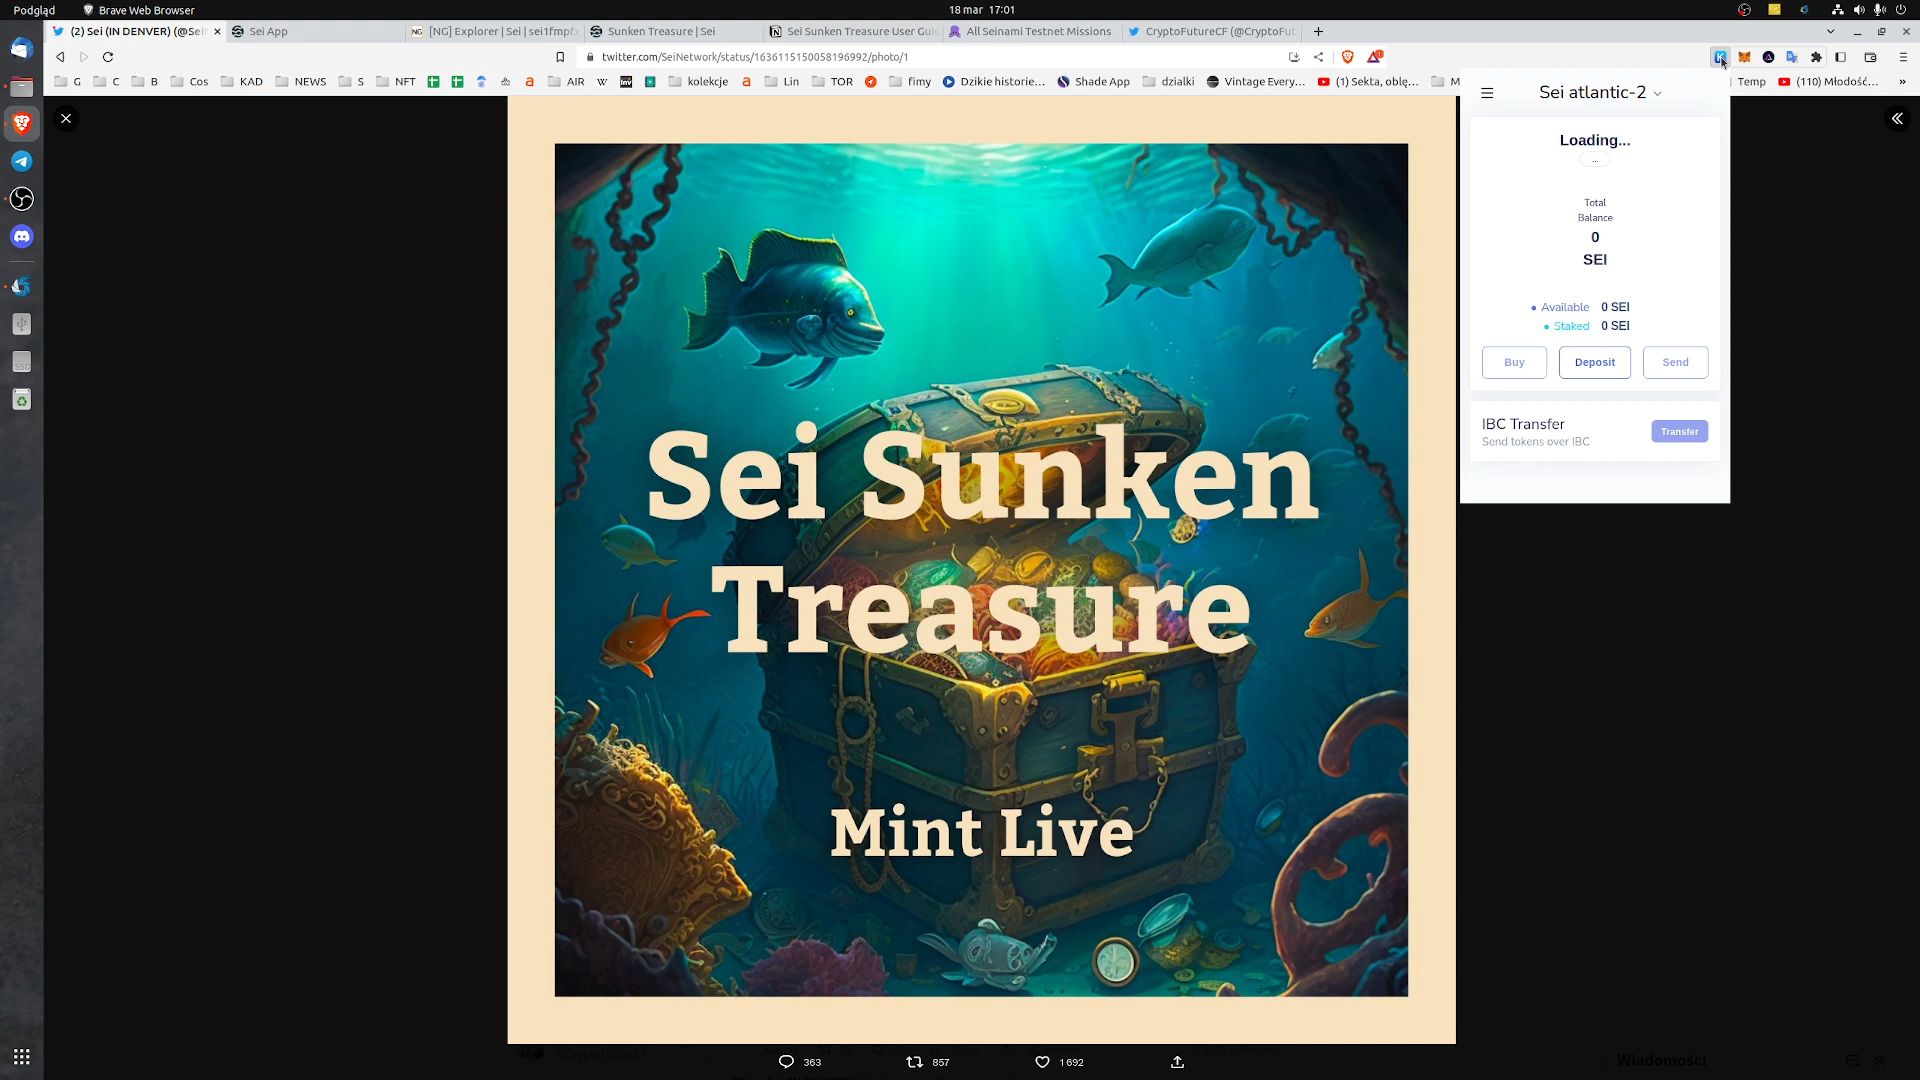 Podgląd
Brave Web Browser
18 mar 17:01
(2) Sei (IN DENVER) (@Sei
Sei App
[NG] Explorer | Sei | sei1fmpf
Sunken Treasure | Sei
Sei Sunken Treasure User Gui
All Seinami Testnet Missions
CryptoFutureCF (@CryptoFut
twitter.com/SeiNetwork/status/1636115150058196992/photo/1
G
C
B
Cos
KAD
NEWS
S
NFT
AIR
kolekcje
Lin
TOR
fimy
Dzikie historie...
Shade App
dzialki
Vintage Every...
(1) Sekta, oblę...
M
Temp
(110) Młodość...
Sei atlantic-2
Loading...
...
Total
Balance
0
SEI
Available 0 SEI
Staked 0 SEI
Buy
Deposit
Send
IBC Transfer
Send tokens over IBC
Transfer
Sei Sunken
Treasure
Mint Live
363
857
1 692
Wiadomości